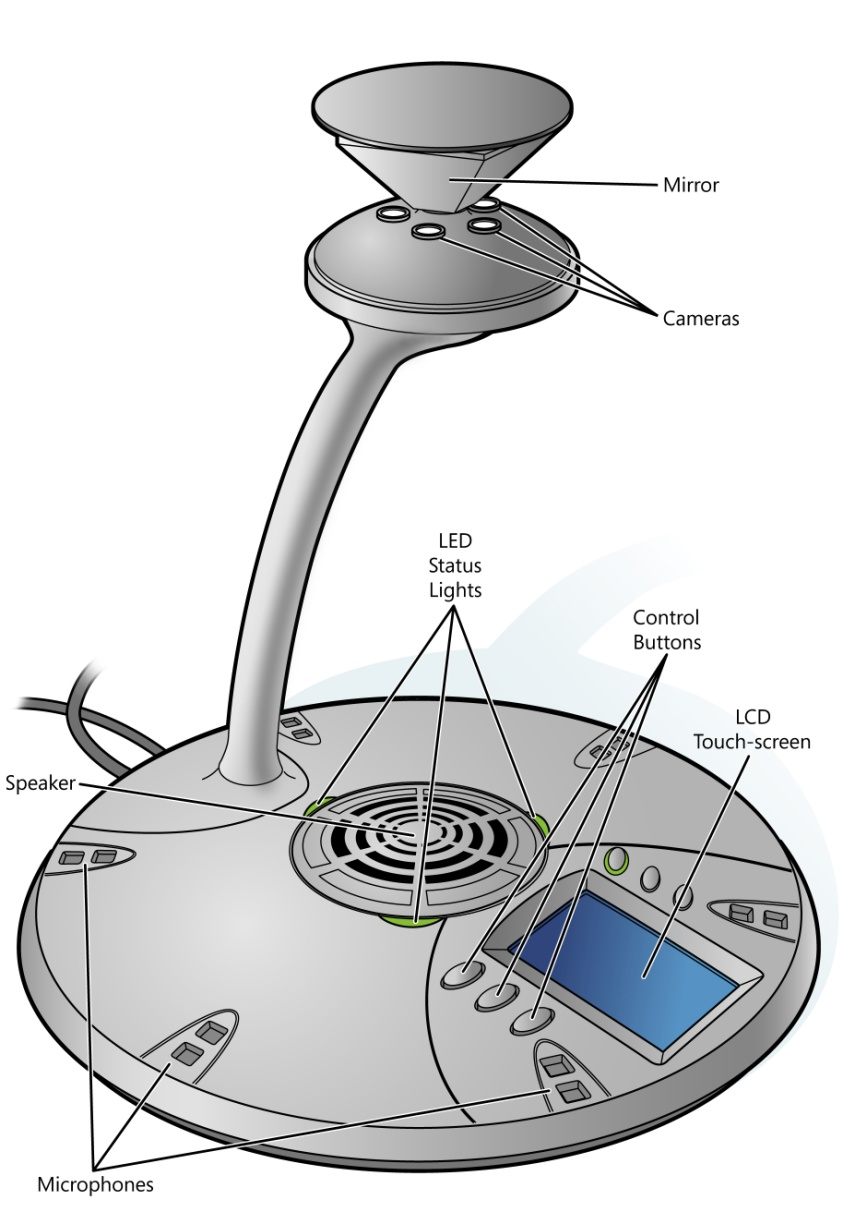 Mirror
Cameras
LED
Status
Lights
Control
Buttons
LCD
Touch-screen
Speaker
Microphones